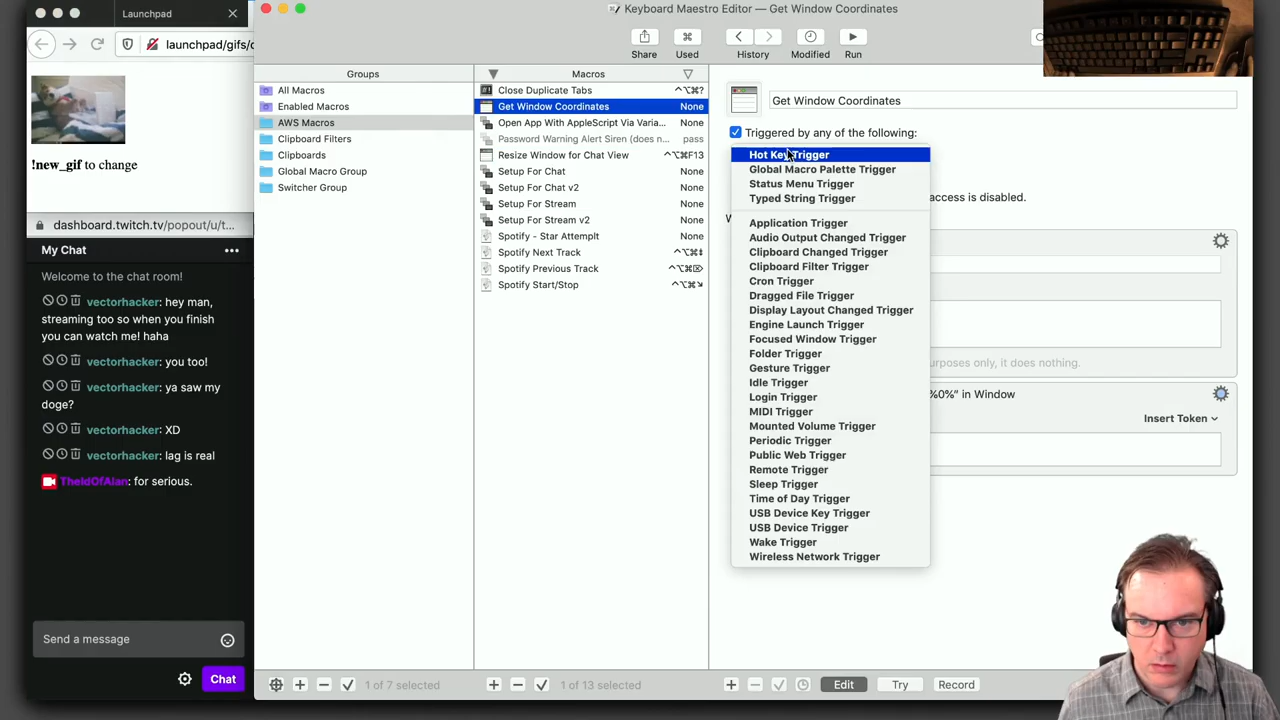 Launchpad
launchpad/gifs/c
!new_gif to change
dashboard.twitch.tv/popout/u/t...
My Chat
Welcome to the chat room!
vectorhacker: hey man,
streaming too so when you finish
you can watch me! haha
vectorhacker: you too!
vectorhacker: ya saw my
doge?
vectorhacker: XD
vectorhacker: lag is real
TheIdOfAlan: for serious.
Send a message
Chat
Keyboard Maestro Editor — Get Window Coordinates
Share
Used
History
Modified
Run
Groups
All Macros
Enabled Macros
AWS Macros
Clipboard Filters
Clipboards
Global Macro Group
Switcher Group
1 of 7 selected
Macros
Close Duplicate Tabs ^⌥⌘?
Get Window Coordinates None
Open App With AppleScript Via Varia... None
Password Warning Alert Siren (does n... pass
Resize Window for Chat View ^⌥⌘F13
Setup For Chat None
Setup For Chat v2 None
Setup For Stream None
Setup For Stream v2 None
Spotify - Star AttempIt None
Spotify Next Track ^⌥⌘⇟
Spotify Previous Track ^⌥⌘⌦
Spotify Start/Stop ^⌥⌘↘
1 of 13 selected
Get Window Coordinates
Triggered by any of the following:
Hot Key Trigger
Global Macro Palette Trigger
Status Menu Trigger
Typed String Trigger
Application Trigger
Audio Output Changed Trigger
Clipboard Changed Trigger
Clipboard Filter Trigger
Cron Trigger
Dragged File Trigger
Display Layout Changed Trigger
Engine Launch Trigger
Focused Window Trigger
Folder Trigger
Gesture Trigger
Idle Trigger
Login Trigger
MIDI Trigger
Mounted Volume Trigger
Periodic Trigger
Public Web Trigger
Remote Trigger
Sleep Trigger
Time of Day Trigger
USB Device Key Trigger
USB Device Trigger
Wake Trigger
Wireless Network Trigger
access is disabled.
urposes only, it does nothing.
%0%” in Window
Insert Token
Edit
Try
Record